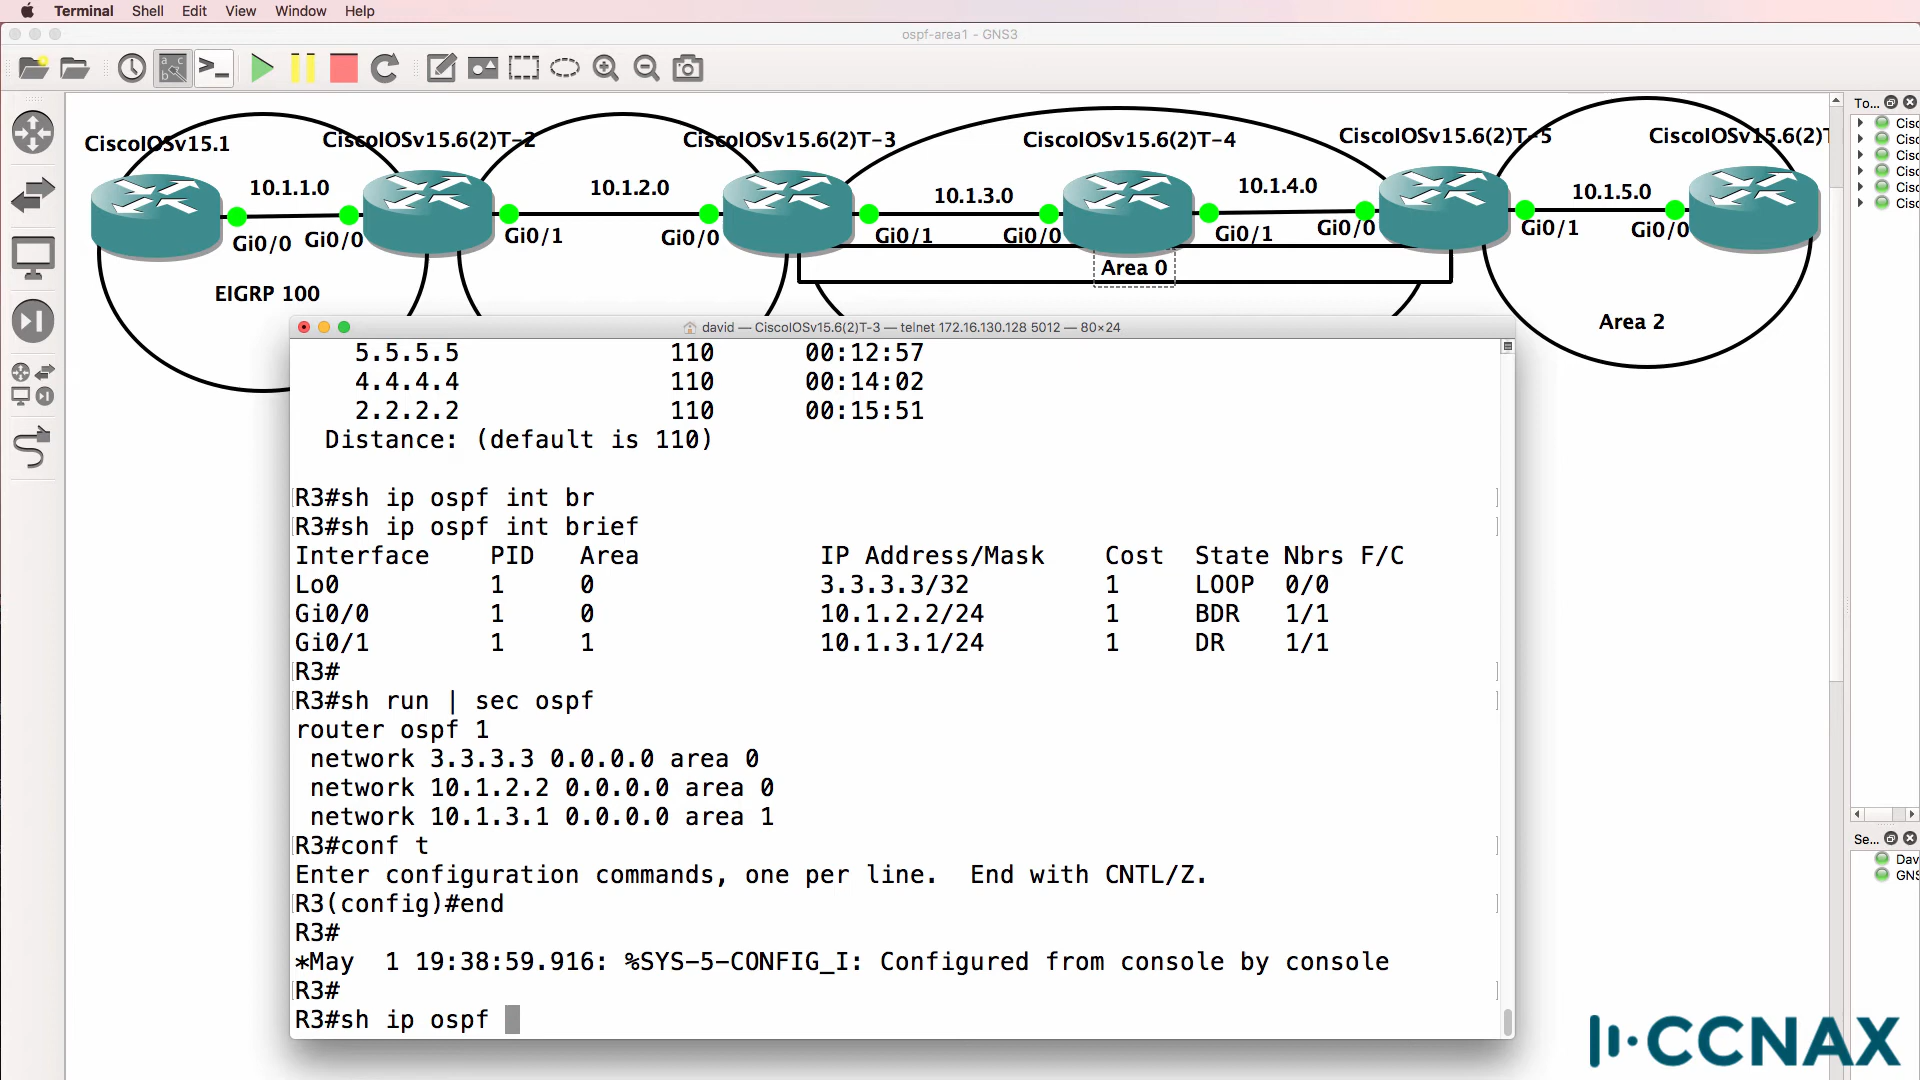 Terminal Shell Edit View Window Help
ospf-area1 - GNS3
To...
CiscoIOSv15.1
CiscoIOSv15.6(2)T-2
CiscoIOSv15.6(2)T-3
CiscoIOSv15.6(2)T-4
CiscoIOSv15.6(2)T-5
CiscoIOSv15.6(2)T
Cisc
Cisc
Cisc
Cisc
Cisc
Cisc
10.1.1.0
10.1.2.0
10.1.3.0
10.1.4.0
10.1.5.0
Gi0/0 Gi0/0 Gi0/1 Gi0/0 Gi0/1 Gi0/0 Gi0/1 Gi0/0 Gi0/1 Gi0/0
Area 0
EIGRP 100
Area 2
david — CiscoIOSv15.6(2)T-3 — telnet 172.16.130.128 5012 — 80×24
5.5.5.5 110 00:12:57
4.4.4.4 110 00:14:02
2.2.2.2 110 00:15:51
Distance: (default is 110)
R3#sh ip ospf int br
R3#sh ip ospf int brief
Interface PID Area IP Address/Mask Cost State Nbrs F/C
Lo0 1 0 3.3.3.3/32 1 LOOP 0/0
Gi0/0 1 0 10.1.2.2/24 1 BDR 1/1
Gi0/1 1 1 10.1.3.1/24 1 DR 1/1
R3#
R3#sh run | sec ospf
router ospf 1
network 3.3.3.3 0.0.0.0 area 0
network 10.1.2.2 0.0.0.0 area 0
network 10.1.3.1 0.0.0.0 area 1
R3#conf t
Enter configuration commands, one per line. End with CNTL/Z.
R3(config)#end
R3#
*May 1 19:38:59.916: %SYS-5-CONFIG_I: Configured from console by console
R3#
R3#sh ip ospf
Se...
Dav
GNS
CCNAX